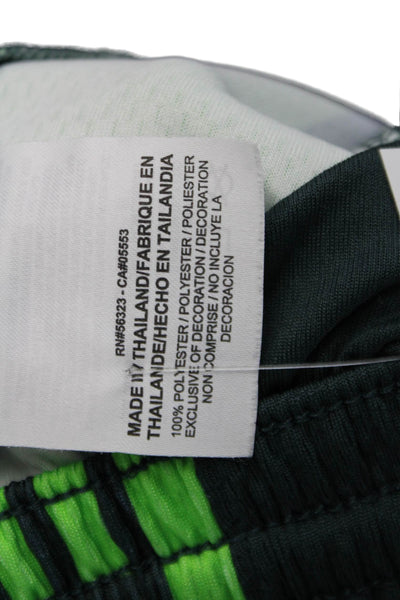 RN#56323 - CA#05553
MADE IN THAILAND/FABRIQUE EN
THAILANDE/HECHO EN TAILANDIA
100% POLYESTER / POLYESTER / POLIESTER
EXCLUSIVE OF DECORATION / DECORATION
NON COMPRISE / NO INCLUYE LA
DECORACION